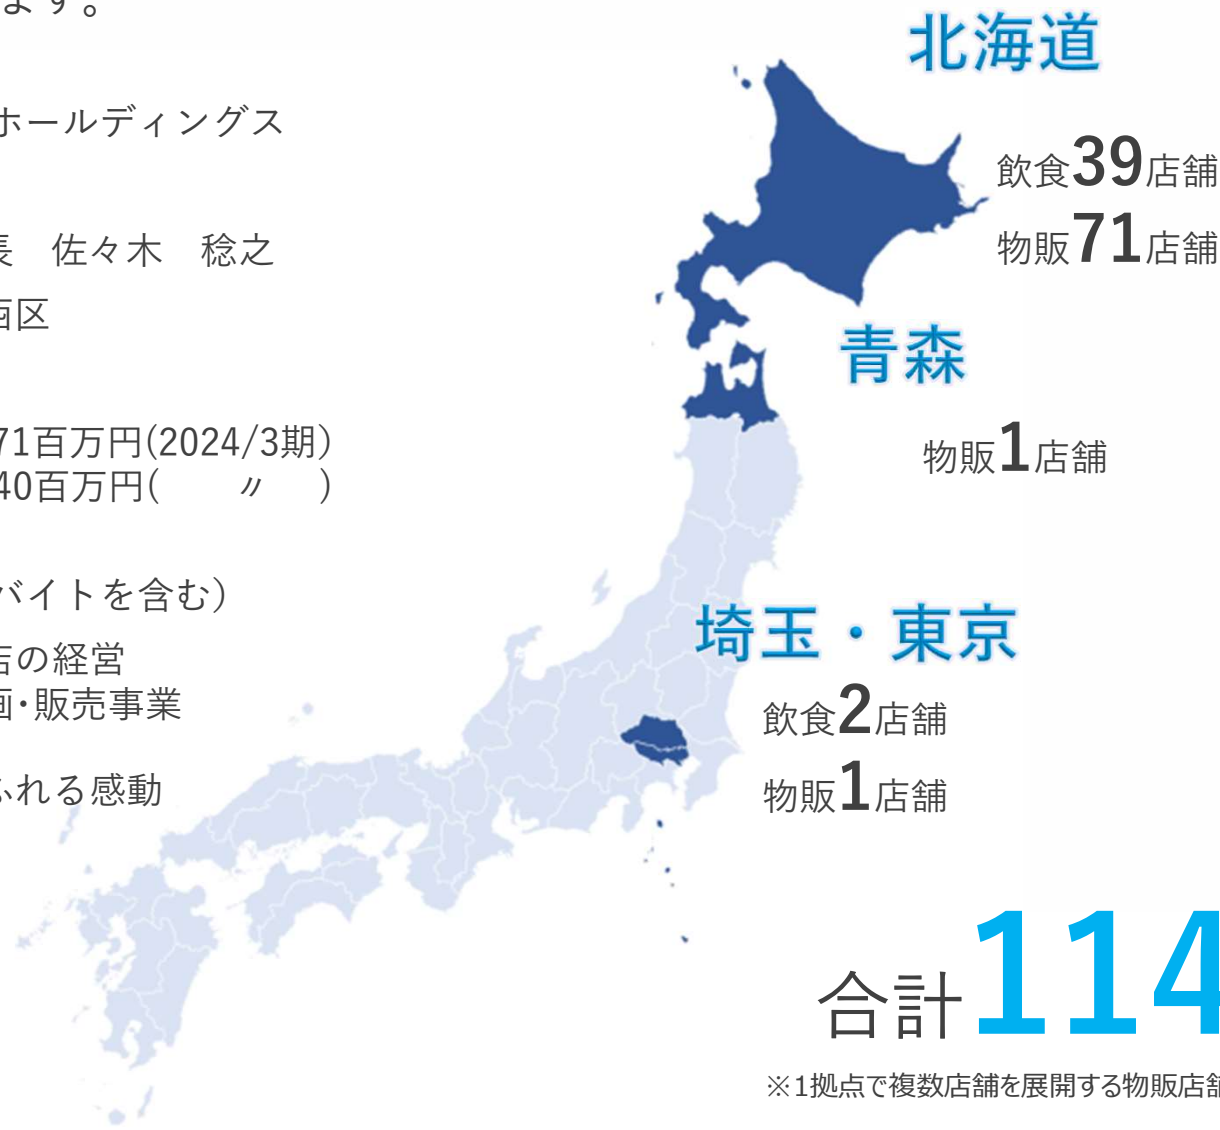 ます。
ホールディングス
長　佐々木　稔之
西区
71百万円(2024/3期)
40百万円(　　〃　　)
バイトを含む)
店の経営
画・販売事業
ふれる感動
北海道
飲食39店舗
物販71店舗
青森
物販1店舗
埼玉・東京
飲食2店舗
物販1店舗
合計114
※1拠点で複数店舗を展開する物販店舗